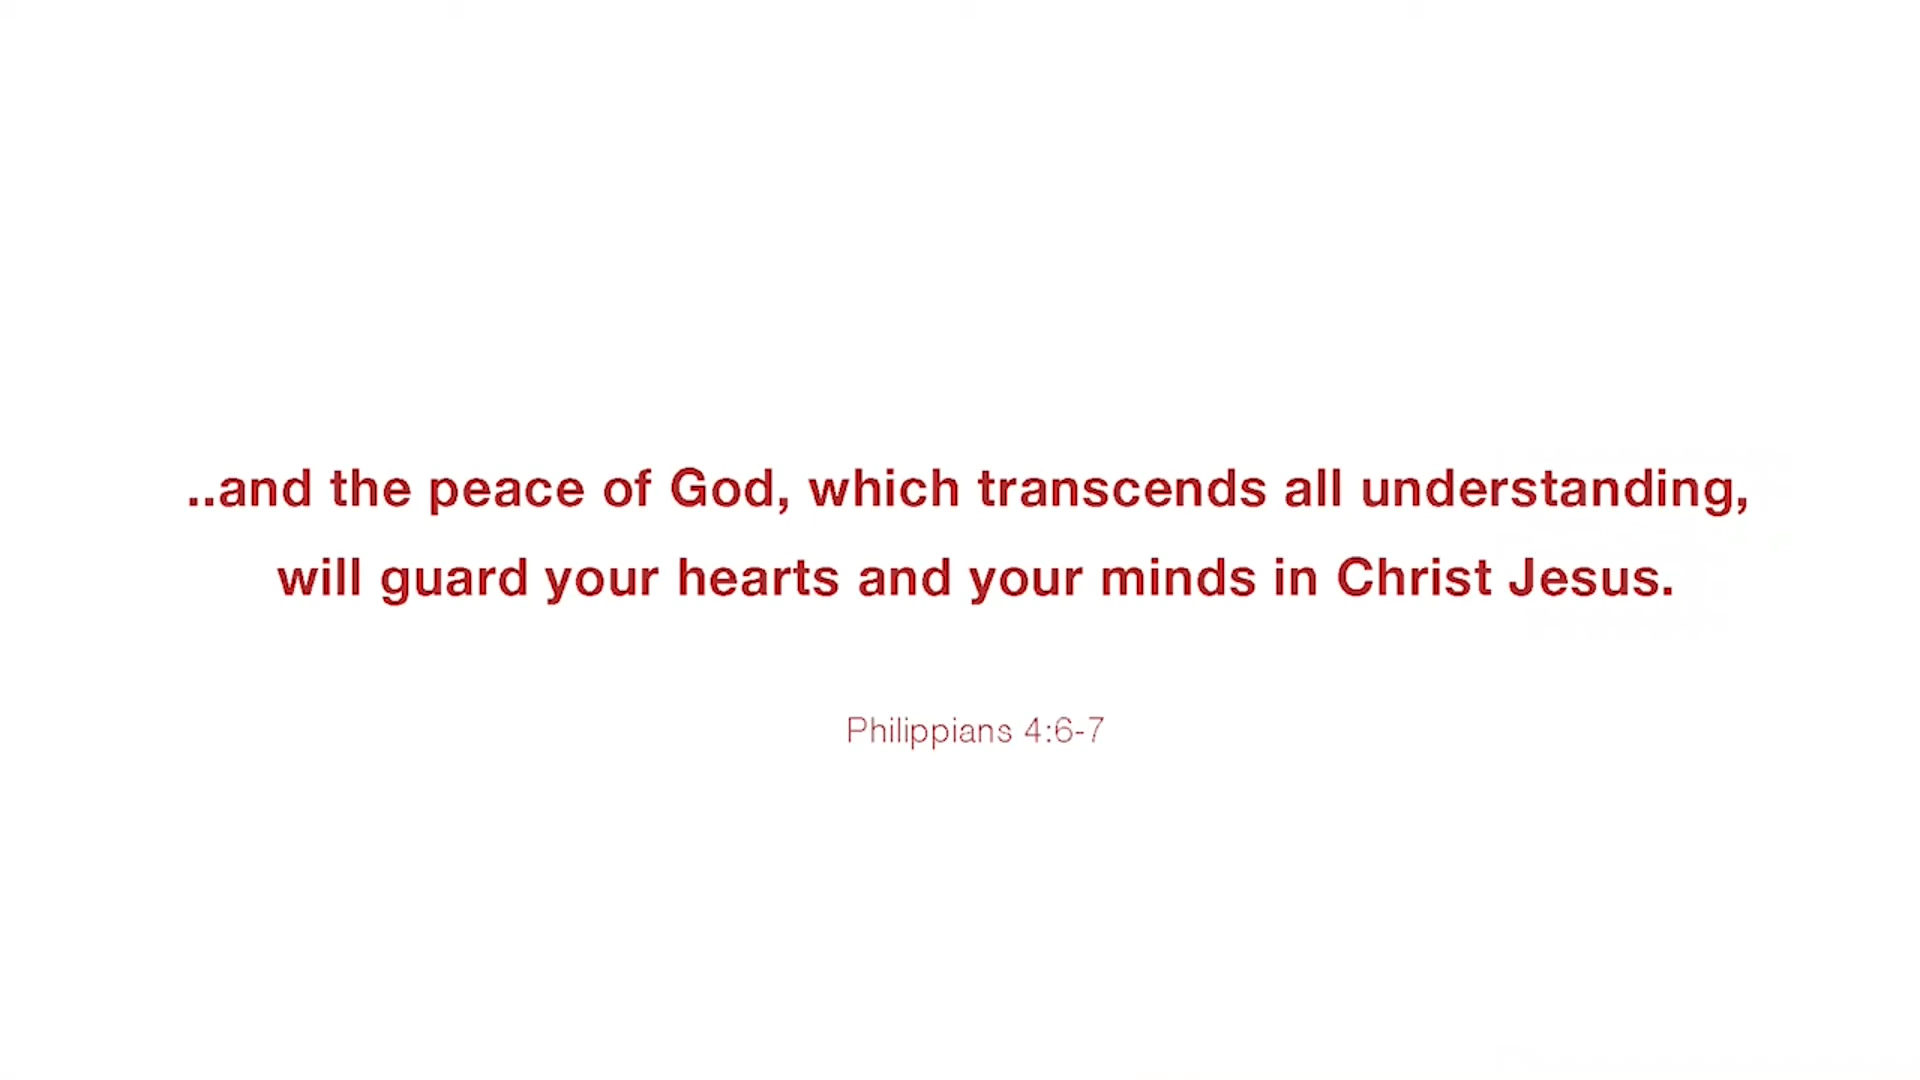 ..and the peace of God, which transcends all understanding,
will guard your hearts and your minds in Christ Jesus.
Philippians 4:6-7